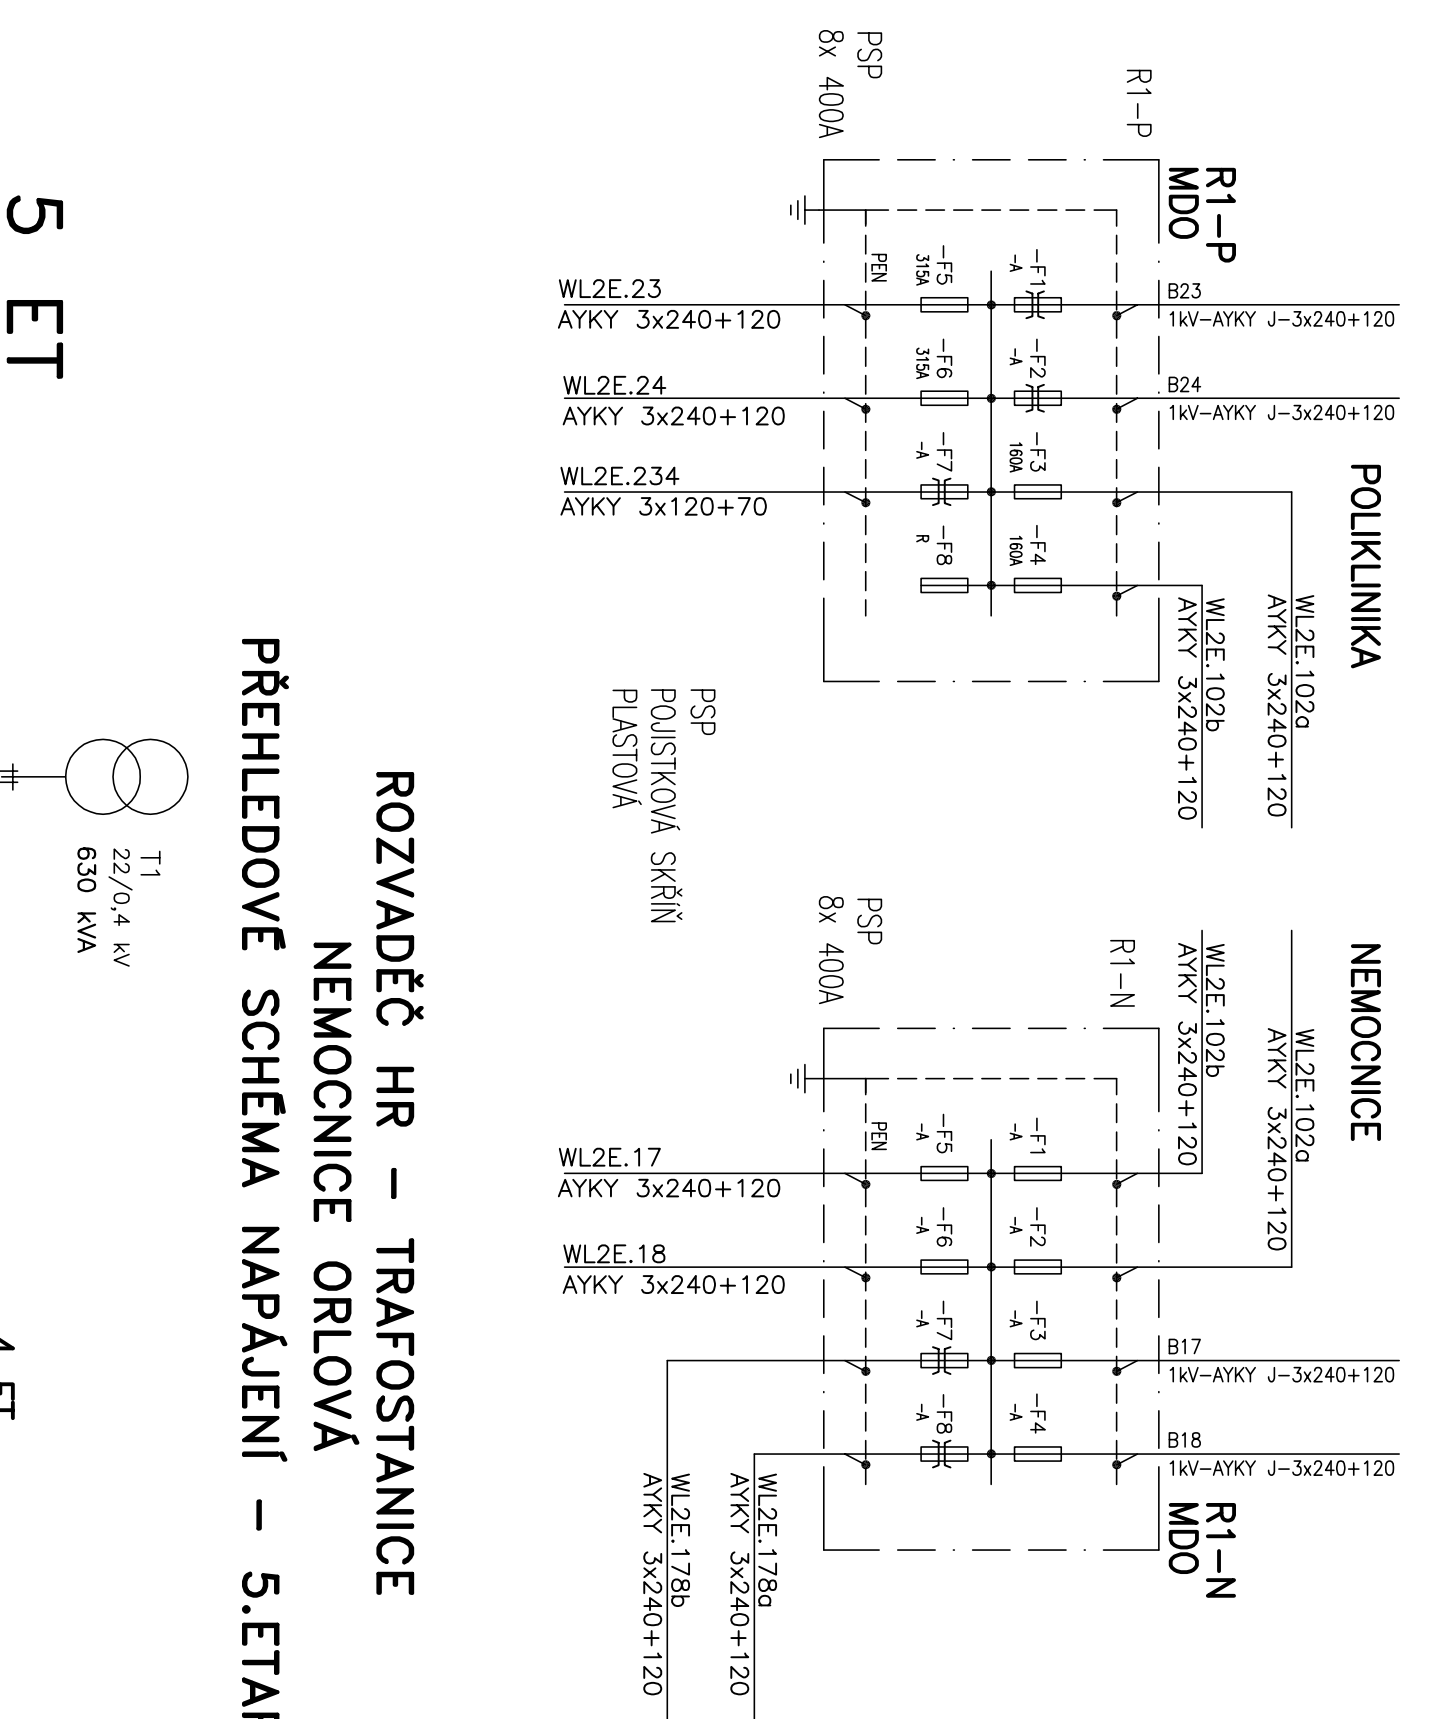 POLIKLINIKA
NEMOCNICE
R1-P
MDO
R1-P
PSP
8x 400A
B23
1kV-AYKY J-3x240+120
B24
1kV-AYKY J-3x240+120
WL2E.102a
AYKY 3x240+120
WL2E.102b
AYKY 3x240+120
-F1
-A
-F2
-A
-F3
160A
-F4
160A
-F5
315A
-F6
315A
-F7
-A
-F8
R
PEN
WL2E.23
AYKY 3x240+120
WL2E.24
AYKY 3x240+120
WL2E.234
AYKY 3x120+70
WL2E.102a
AYKY 3x240+120
WL2E.102b
AYKY 3x240+120
R1-N
PSP
8x 400A
B17
1kV-AYKY J-3x240+120
B18
1kV-AYKY J-3x240+120
R1-N
MDO
-F1
-A
-F2
-A
-F3
-A
-F4
-A
-F5
-A
-F6
-A
-F7
-A
-F8
-A
PEN
WL2E.17
AYKY 3x240+120
WL2E.18
AYKY 3x240+120
WL2E.178a
AYKY 3x240+120
WL2E.178b
AYKY 3x240+120
PSP
POJISTKOVÁ SKŘÍŇ
PLASTOVÁ
ROZVADĚČ HR - TRAFOSTANICE
NEMOCNICE ORLOVÁ
PŘEHLEDOVÉ SCHÉMA NAPÁJENÍ - 5.ETAP
T1
22/0,4 kV
630 kVA
5 ET
4 ET